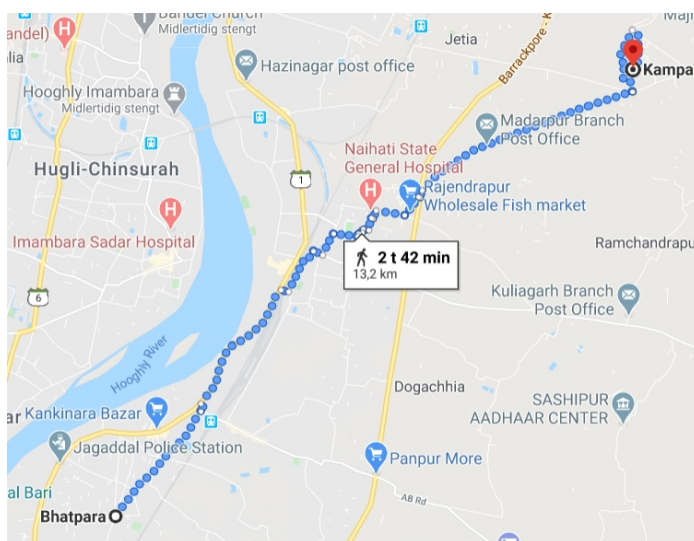 Bandel Church
Midlertidig stengt
andel)
Maji
Jetia
Barrackpore - K
lia
Hazinagar post office
Kampa
Hooghly Imambara
Midlertidig stengt
Madarpur Branch
Post Office
Naihati State
General Hospital
Hugli-Chinsurah
1
Rajendrapur
Wholesale Fish market
Imambara Sadar Hospital
Ramchandrapu
2 t 42 min
13,2 km
6
Kuliagarh Branch
Post Office
Hooghly River
Dogachhia
SASHIPUR
AADHAAR CENTER
ar
Kankinara Bazar
Jagaddal Police Station
Panpur More
al Bari
AB Rd
Bhatpara